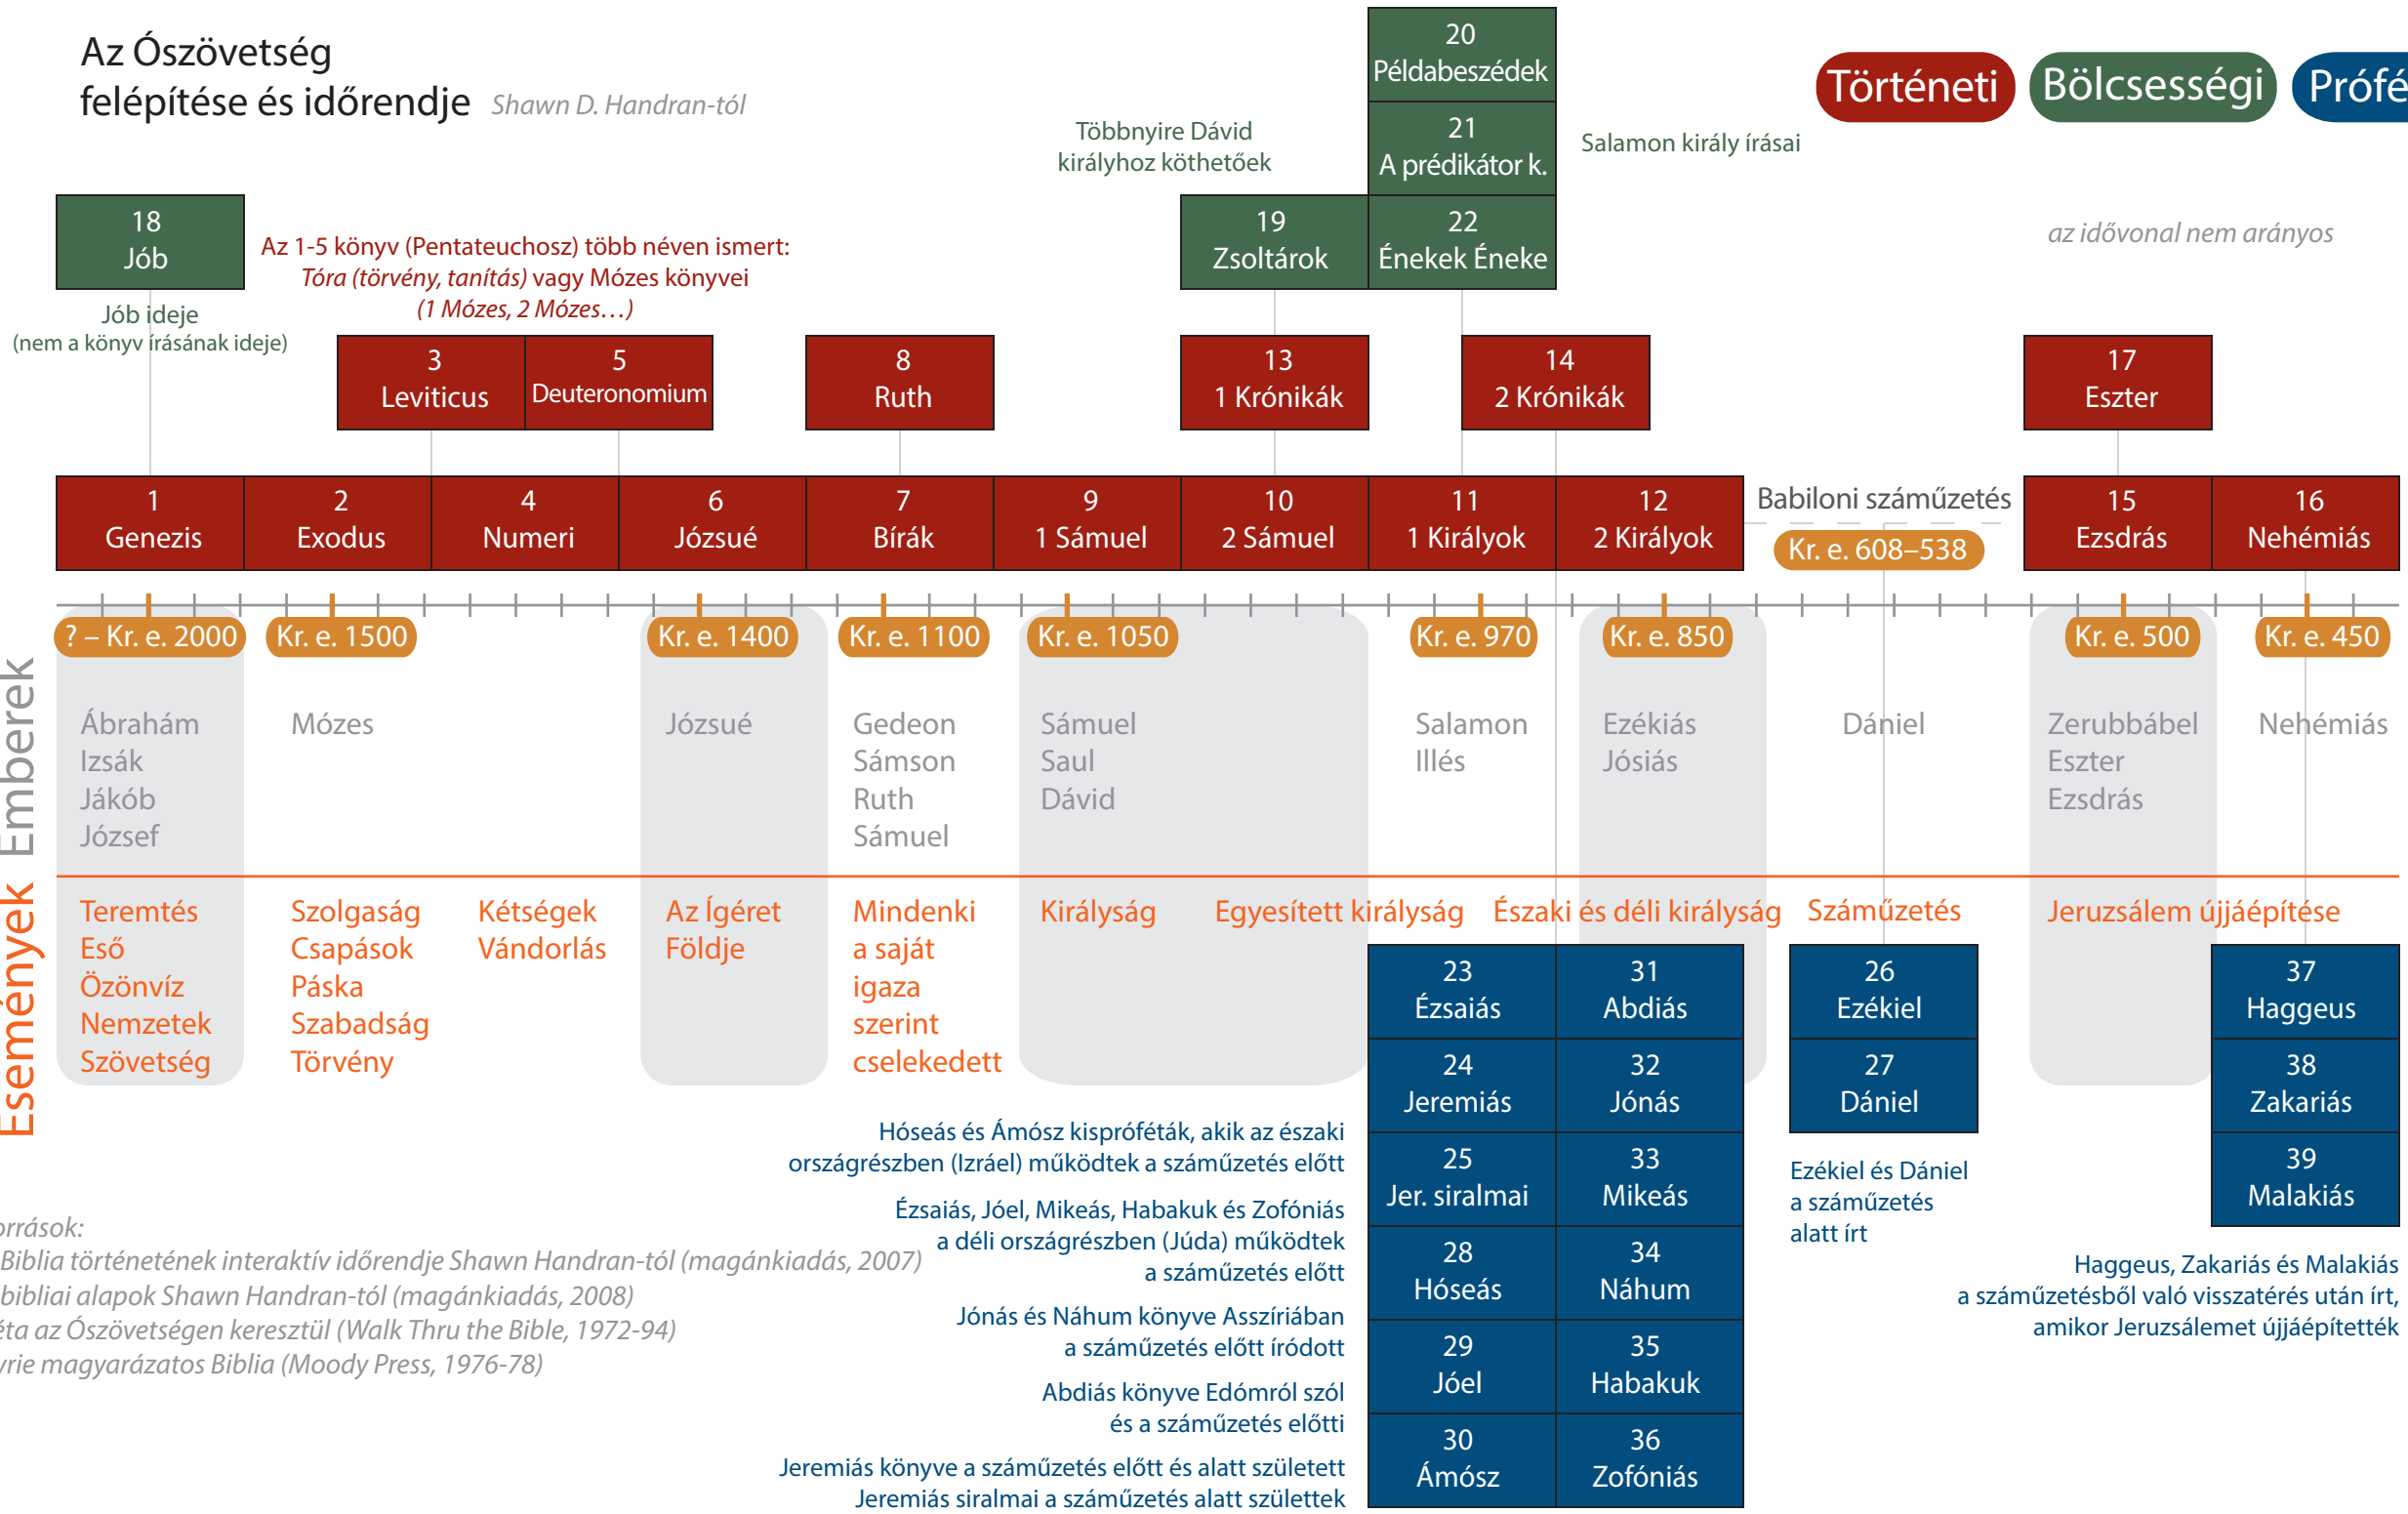 Az Ószövetség
felépítése és időrendje
Shawn D. Handran-tól
Történeti
Bölcsességi
Prófé
az idővonal nem arányos
20
Példabeszédek
21
A prédikátor k.
22
Énekek Éneke
Salamon király írásai
Többnyire Dávid
királyhoz köthetőek
19
Zsoltárok
18
Jób
Jób ideje
(nem a könyv írásának ideje)
Az 1-5 könyv (Pentateuchosz) több néven ismert:
Tóra (törvény, tanítás) vagy Mózes könyvei
(1 Mózes, 2 Mózes…)
3
Leviticus
5
Deuteronomium
8
Ruth
13
1 Krónikák
14
2 Krónikák
17
Eszter
1
Genezis
2
Exodus
4
Numeri
6
Józsué
7
Bírák
9
1 Sámuel
10
2 Sámuel
11
1 Királyok
12
2 Királyok
Babiloni száműzetés
Kr. e. 608–538
15
Ezsdrás
16
Nehémiás
? – Kr. e. 2000
Kr. e. 1500
Kr. e. 1400
Kr. e. 1100
Kr. e. 1050
Kr. e. 970
Kr. e. 850
Kr. e. 500
Kr. e. 450
Emberek
Ábrahám
Izsák
Jákób
József
Mózes
Józsué
Gedeon
Sámson
Ruth
Sámuel
Sámuel
Saul
Dávid
Salamon
Illés
Ezékiás
Jósiás
Dániel
Zerubbábel
Eszter
Ezsdrás
Nehémiás
Események
Teremtés
Eső
Özönvíz
Nemzetek
Szövetség
Szolgaság
Csapások
Páska
Szabadság
Törvény
Kétségek
Vándorlás
Az Ígéret
Földje
Mindenki
a saját
igaza
szerint
cselekedett
Királyság
Egyesített királyság
Északi és déli királyság
Száműzetés
Jeruzsálem újjáépítése
23
Ézsaiás
24
Jeremiás
25
Jer. siralmai
28
Hóseás
29
Jóel
30
Ámósz
31
Abdiás
32
Jónás
33
Mikeás
34
Náhum
35
Habakuk
36
Zofóniás
26
Ezékiel
27
Dániel
Ezékiel és Dániel
a száműzetés
alatt írt
37
Haggeus
38
Zakariás
39
Malakiás
Haggeus, Zakariás és Malakiás
a száműzetésből való visszatérés után írt,
amikor Jeruzsálemet újjáépítették
Hóseás és Ámósz kispróféták, akik az északi
országrészben (Izráel) működtek a száműzetés előtt
Ézsaiás, Jóel, Mikeás, Habakuk és Zofóniás
a déli országrészben (Júda) működtek
a száműzetés előtt
Jónás és Náhum könyve Asszíriában
a száműzetés előtt íródott
Abdiás könyve Edómról szól
és a száműzetés előtti
Jeremiás könyve a száműzetés előtt és alatt született
Jeremiás siralmai a száműzetés alatt születtek
orrások:
Biblia történetének interaktív időrendje Shawn Handran-tól (magánkiadás, 2007)
bibliai alapok Shawn Handran-tól (magánkiadás, 2008)
éta az Ószövetségen keresztül (Walk Thru the Bible, 1972-94)
yrie magyarázatos Biblia (Moody Press, 1976-78)